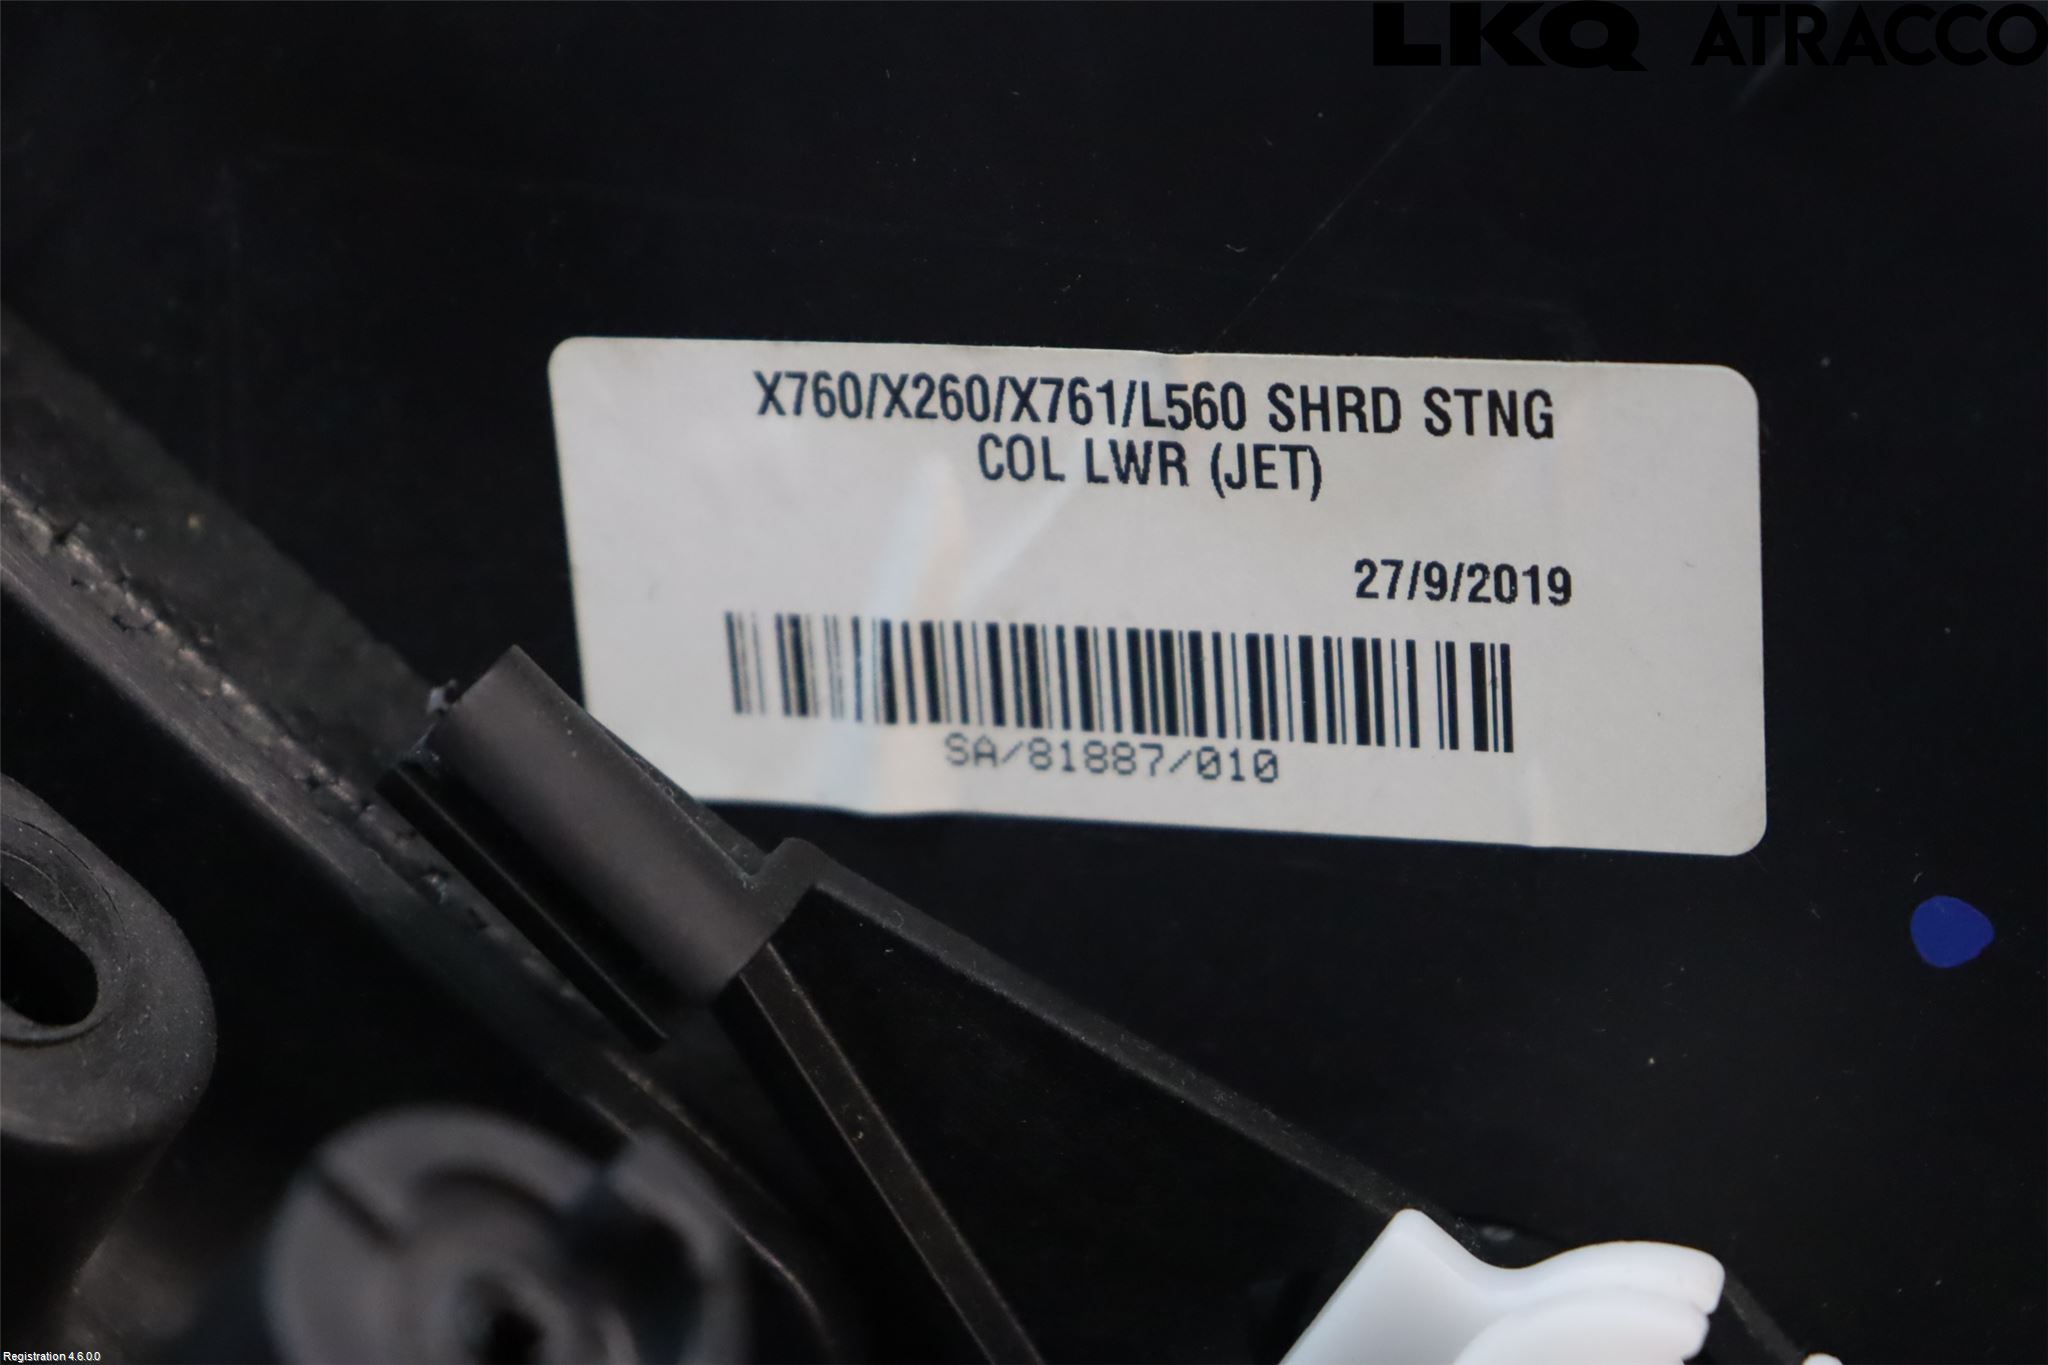 LKQ ATRACCO
X760/X260/X761/L560 SHRD STNG
COL LWR (JET)
27/9/2019
SA/81887/010
Registration 4.6.0.0